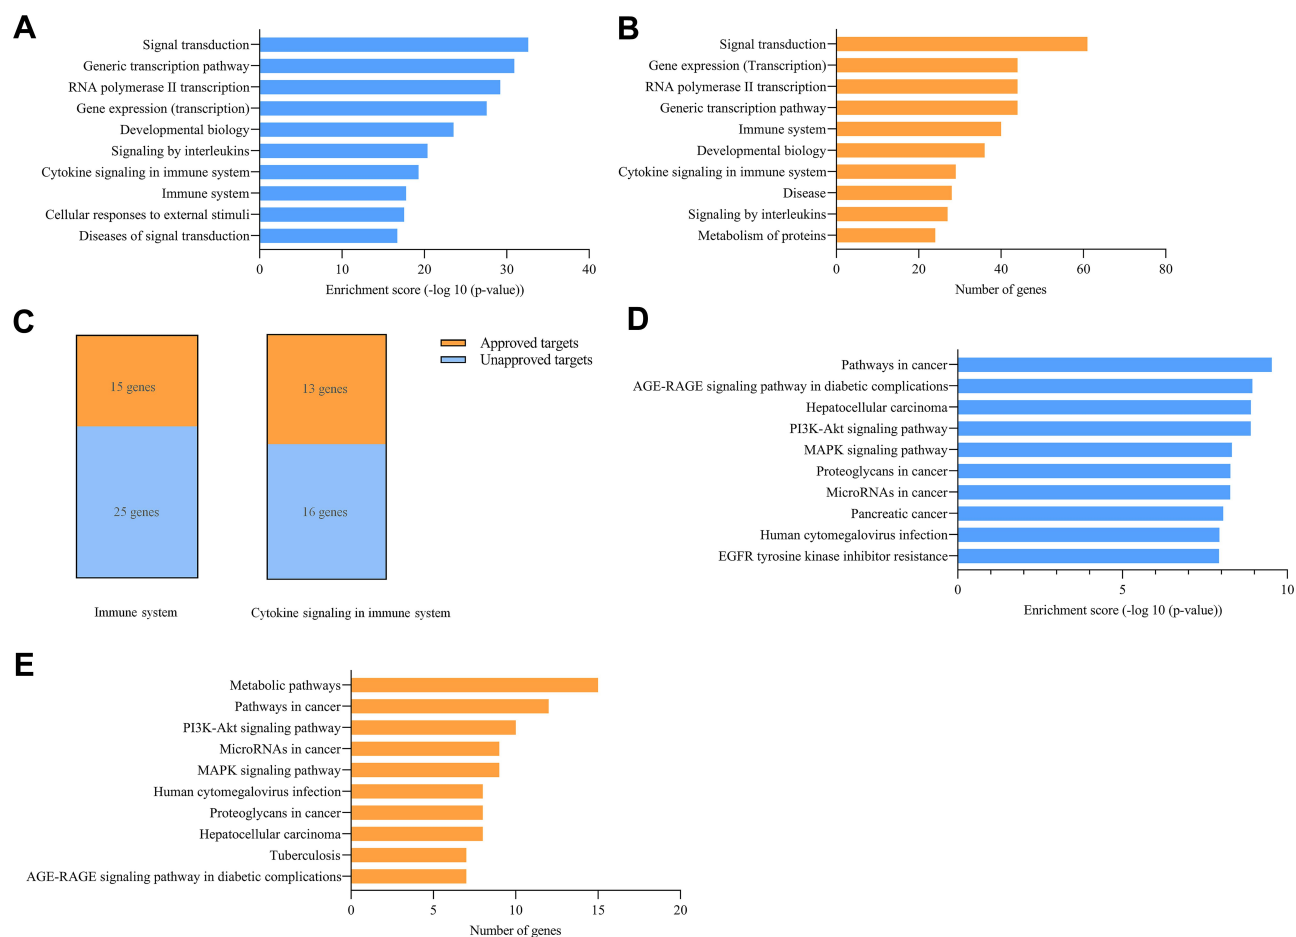 A
Signal transduction
Generic transcription pathway
RNA polymerase II transcription
Gene expression (transcription)
Developmental biology
Signaling by interleukins
Cytokine signaling in immune system
Immune system
Cellular responses to external stimuli
Diseases of signal transduction
0 10 20 30 40
Enrichment score (-log 10 (p-value))
B
Signal transduction
Gene expression (Transcription)
RNA polymerase II transcription
Generic transcription pathway
Immune system
Developmental biology
Cytokine signaling in immune system
Disease
Signaling by interleukins
Metabolism of proteins
0 20 40 60 80
Number of genes
C
15 genes
25 genes
Immune system
13 genes
16 genes
Cytokine signaling in immune system
Approved targets
Unapproved targets
D
Pathways in cancer
AGE-RAGE signaling pathway in diabetic complications
Hepatocellular carcinoma
PI3K-Akt signaling pathway
MAPK signaling pathway
Proteoglycans in cancer
MicroRNAs in cancer
Pancreatic cancer
Human cytomegalovirus infection
EGFR tyrosine kinase inhibitor resistance
0 5 10
Enrichment score (-log 10 (p-value))
E
Metabolic pathways
Pathways in cancer
PI3K-Akt signaling pathway
MicroRNAs in cancer
MAPK signaling pathway
Human cytomegalovirus infection
Proteoglycans in cancer
Hepatocellular carcinoma
Tuberculosis
AGE-RAGE signaling pathway in diabetic complications
0 5 10 15 20
Number of genes